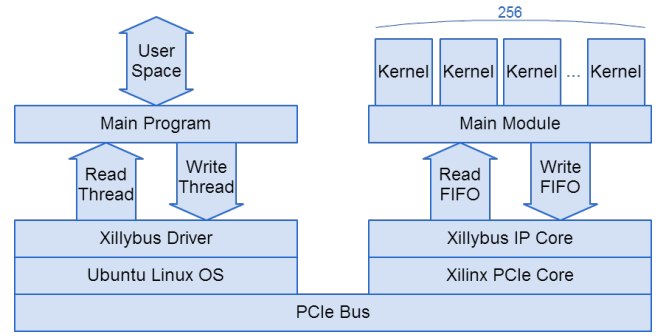 256
User
Space
Kernel
Kernel
Kernel
...
Kernel
Main Program
Main Module
Read
Thread
Write
Thread
Read
FIFO
Write
FIFO
Xillybus Driver
Xillybus IP Core
Ubuntu Linux OS
Xilinx PCIe Core
PCIe Bus